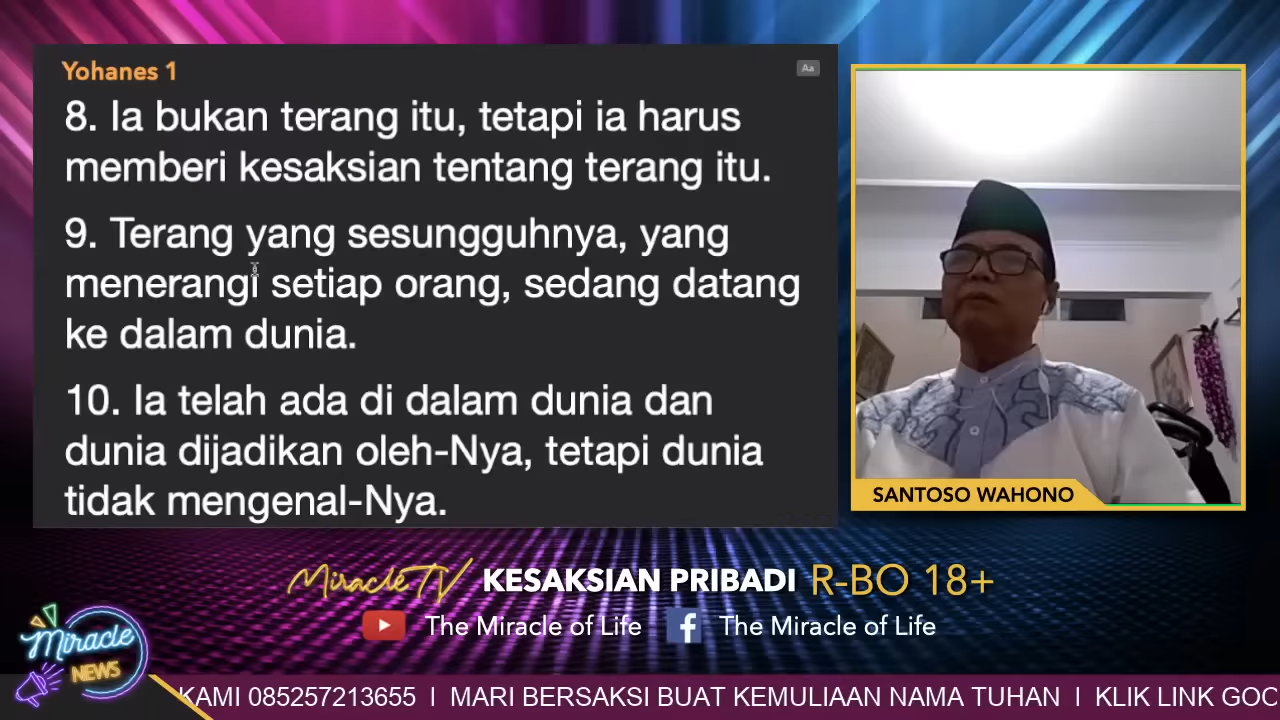 Yohanes 1
Aa
8. Ia bukan terang itu, tetapi ia harus
memberi kesaksian tentang terang itu.
9. Terang yang sesungguhnya, yang
menerangi setiap orang, sedang datang
ke dalam dunia.
10. Ia telah ada di dalam dunia dan
dunia dijadikan oleh-Nya, tetapi dunia
tidak mengenal-Nya.
SANTOSO WAHONO
Miracle TV KESAKSIAN PRIBADI R-BO 18+
The Miracle of Life f The Miracle of Life
Miracle
NEWS
KAMI 085257213655 I MARI BERSAKSI BUAT KEMULIAAN NAMA TUHAN I KLIK LINK GOO